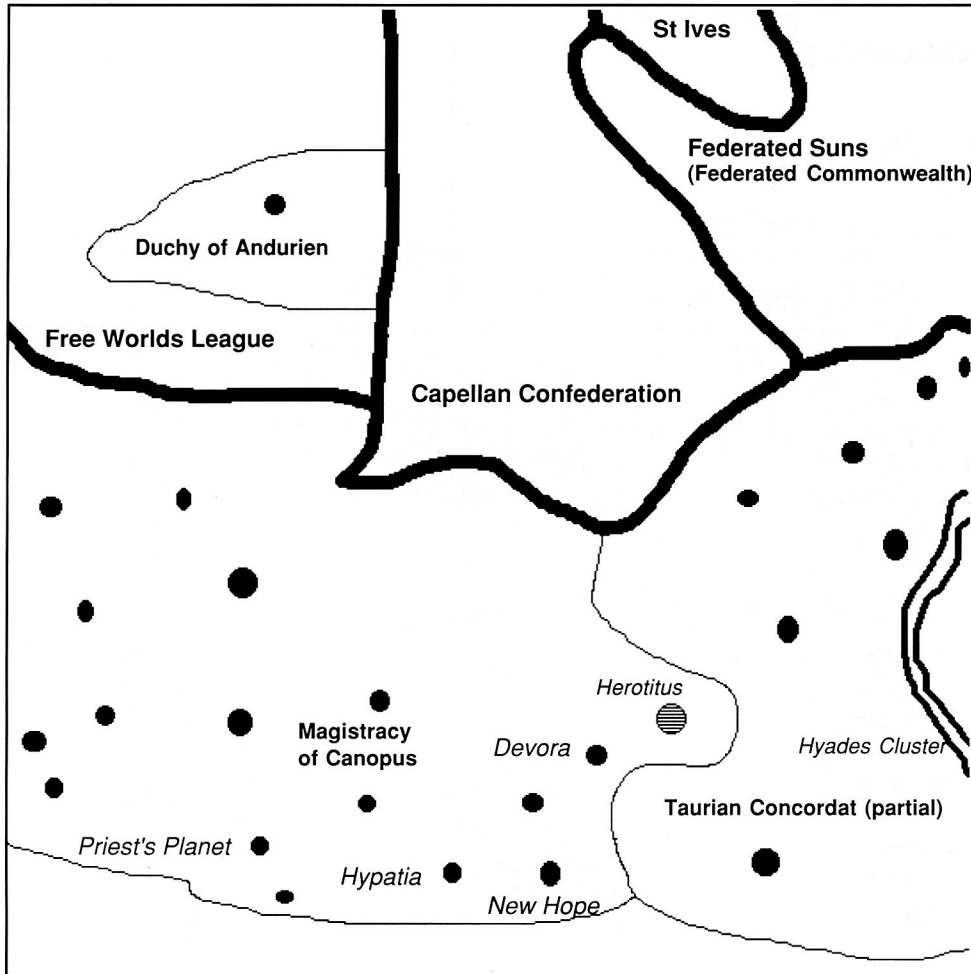 St Ives
Federated Suns
(Federated Commonwealth)
Duchy of Andurien
Free Worlds League
Capellan Confederation
Herotitus
Magistracy
of Canopus
Devora
Hyades Cluster
Taurian Concordat (partial)
Priest's Planet
Hypatia
New Hope